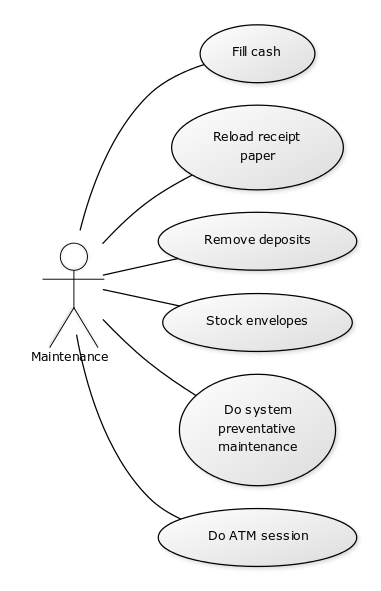 Fill cash
Reload receipt
paper
Remove deposits
Stock envelopes
Maintenance
Do system
preventative
maintenance
Do ATM session